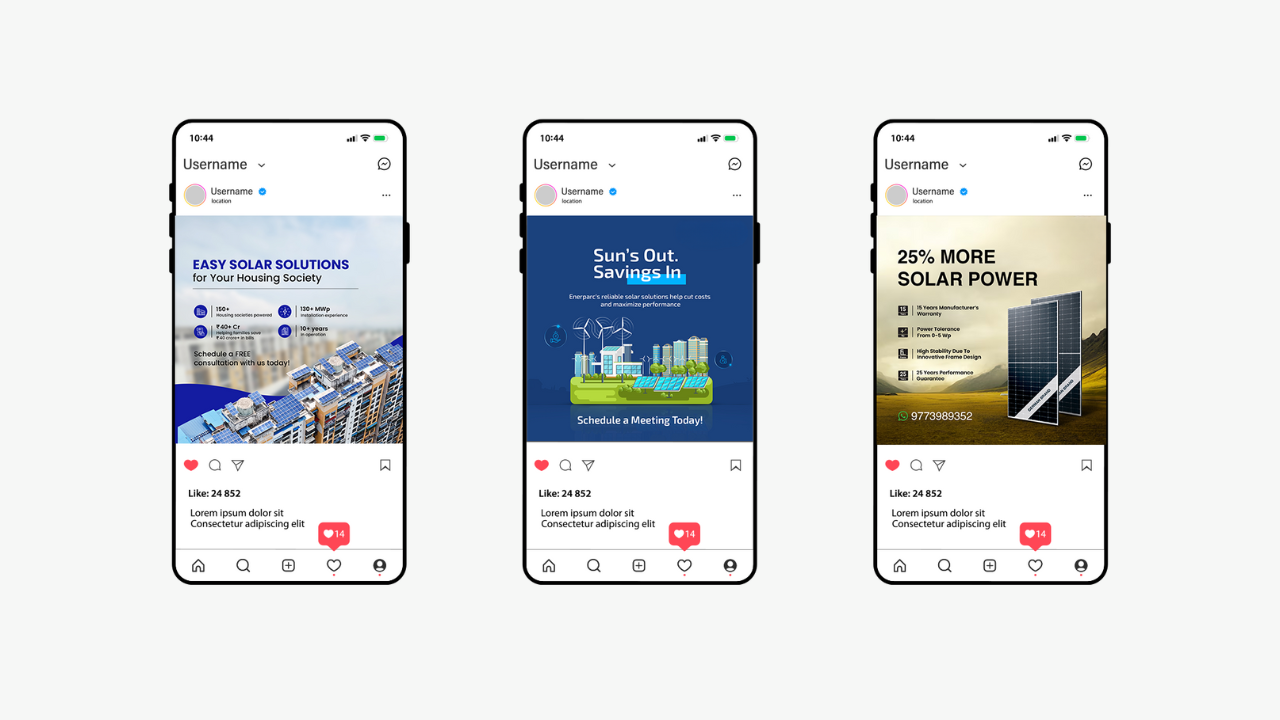 10:44
Username
Username
location
EASY SOLAR SOLUTIONS
for Your Housing Society
150+
Housing societies powered
130+ MWp
Installation experience
₹40+ Cr
Helping families save
₹40 crore+ in bills
10+ years
in operation
Schedule a FREE
consultation with us today!
Like: 24 852
Lorem ipsum dolor sit
Consectetur adipiscing elit
14
10:44
Username
Username
location
Sun's Out.
Savings In
Enerparc's reliable solar solutions help cut costs
and maximize performance
Schedule a Meeting Today!
Like: 24 852
Lorem ipsum dolor sit
Consectetur adipiscing elit
14
10:44
Username
Username
location
25% MORE
SOLAR POWER
15
15 Years Manufacturer's
Warranty
Power Tolerance
From 0-5 Wp
High Stability Due To
Innovative Frame Design
25
25 Years Performance
Guarantee
GERMAN BRAND
9773989352
Like: 24 852
Lorem ipsum dolor sit
Consectetur adipiscing elit
14